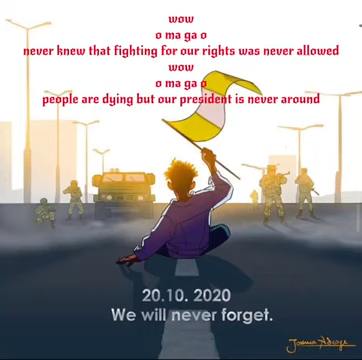 wow
o ma ga o
never knew that fighting for our rights was never allowed
wow
o ma ga o
people are dying but our president is never around
20.10. 2020
We will never forget.